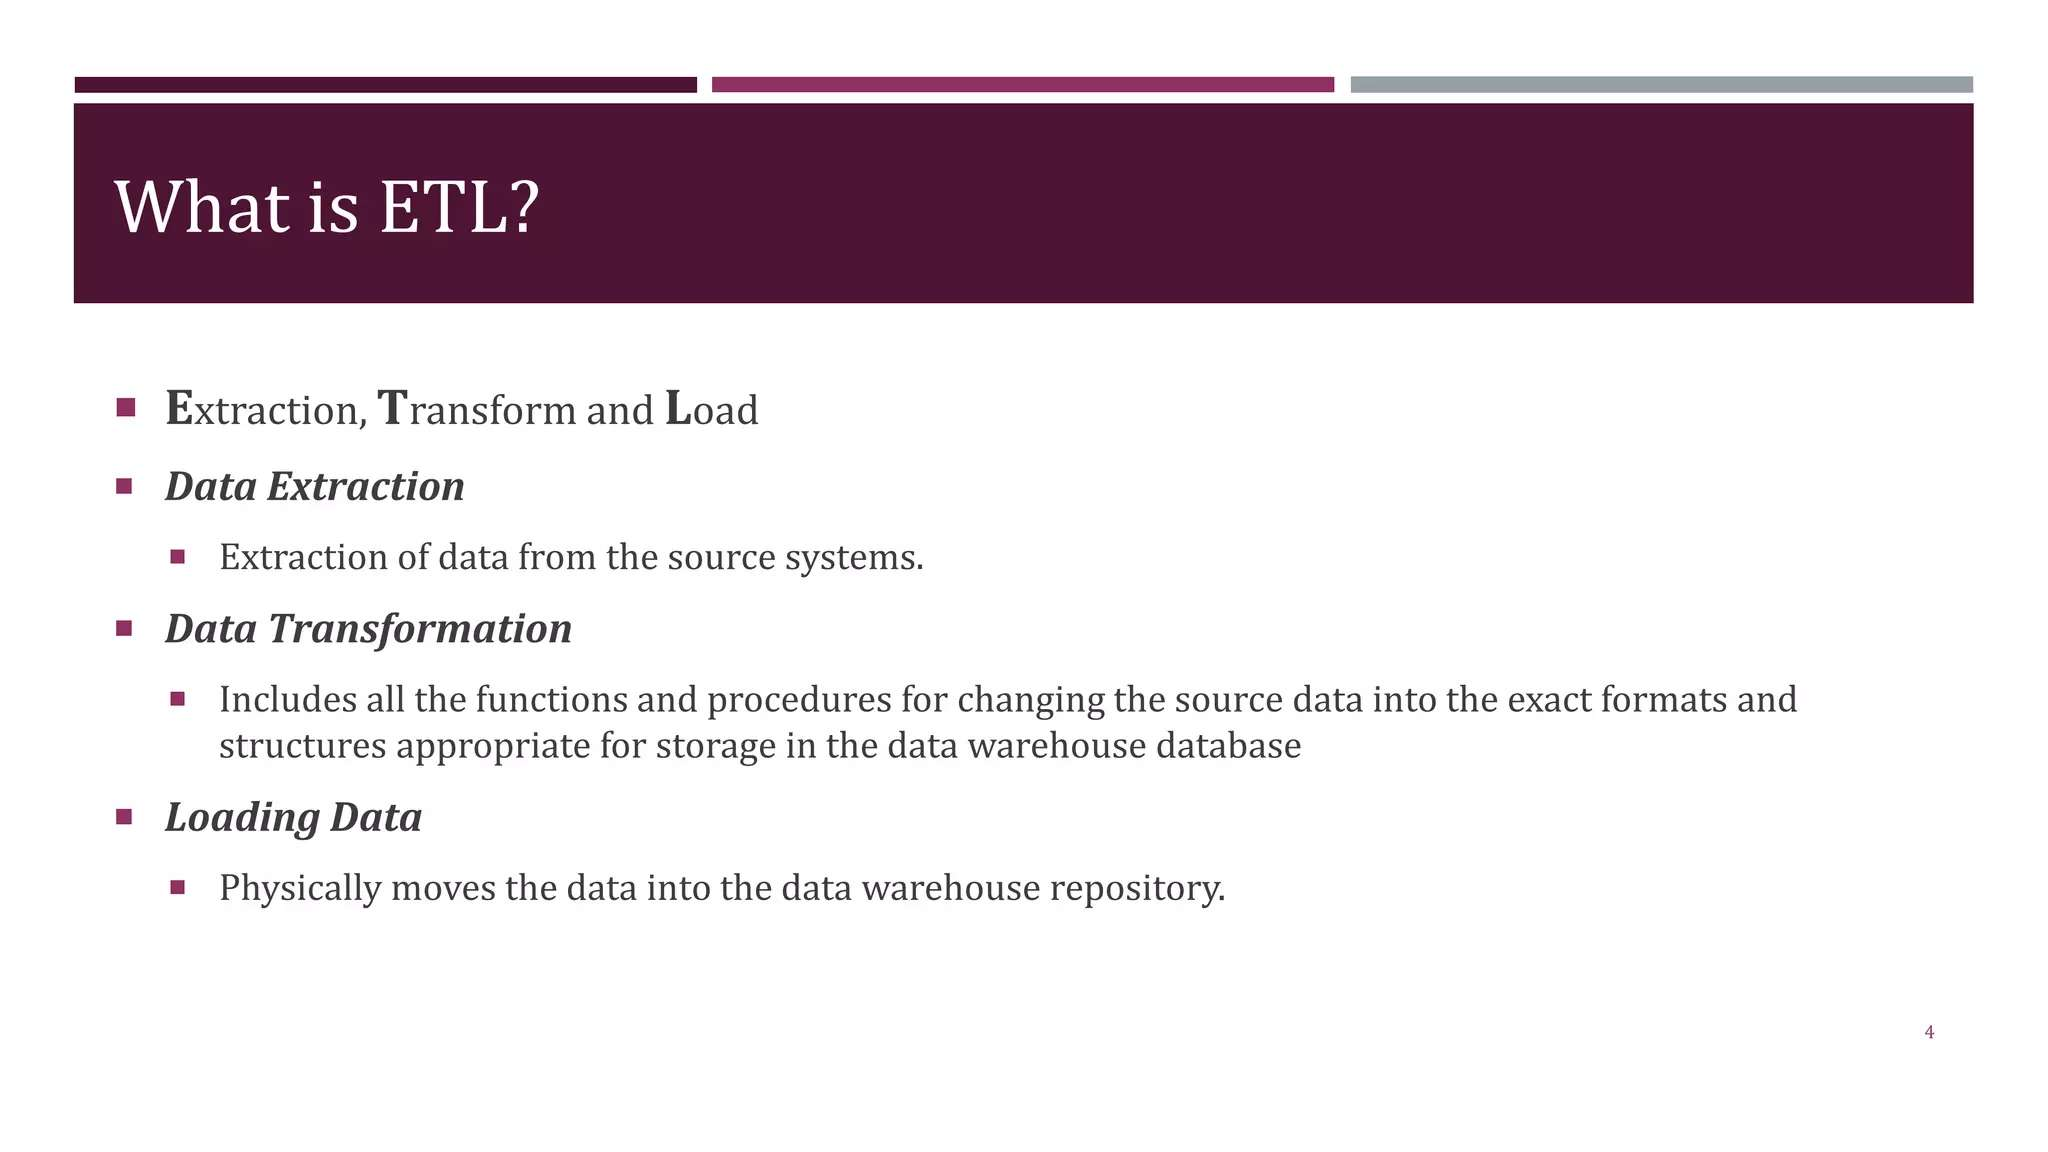 What is ETL?
Extraction, Transform and Load
Data Extraction
Extraction of data from the source systems.
Data Transformation
Includes all the functions and procedures for changing the source data into the exact formats and
structures appropriate for storage in the data warehouse database
Loading Data
Physically moves the data into the data warehouse repository.
4